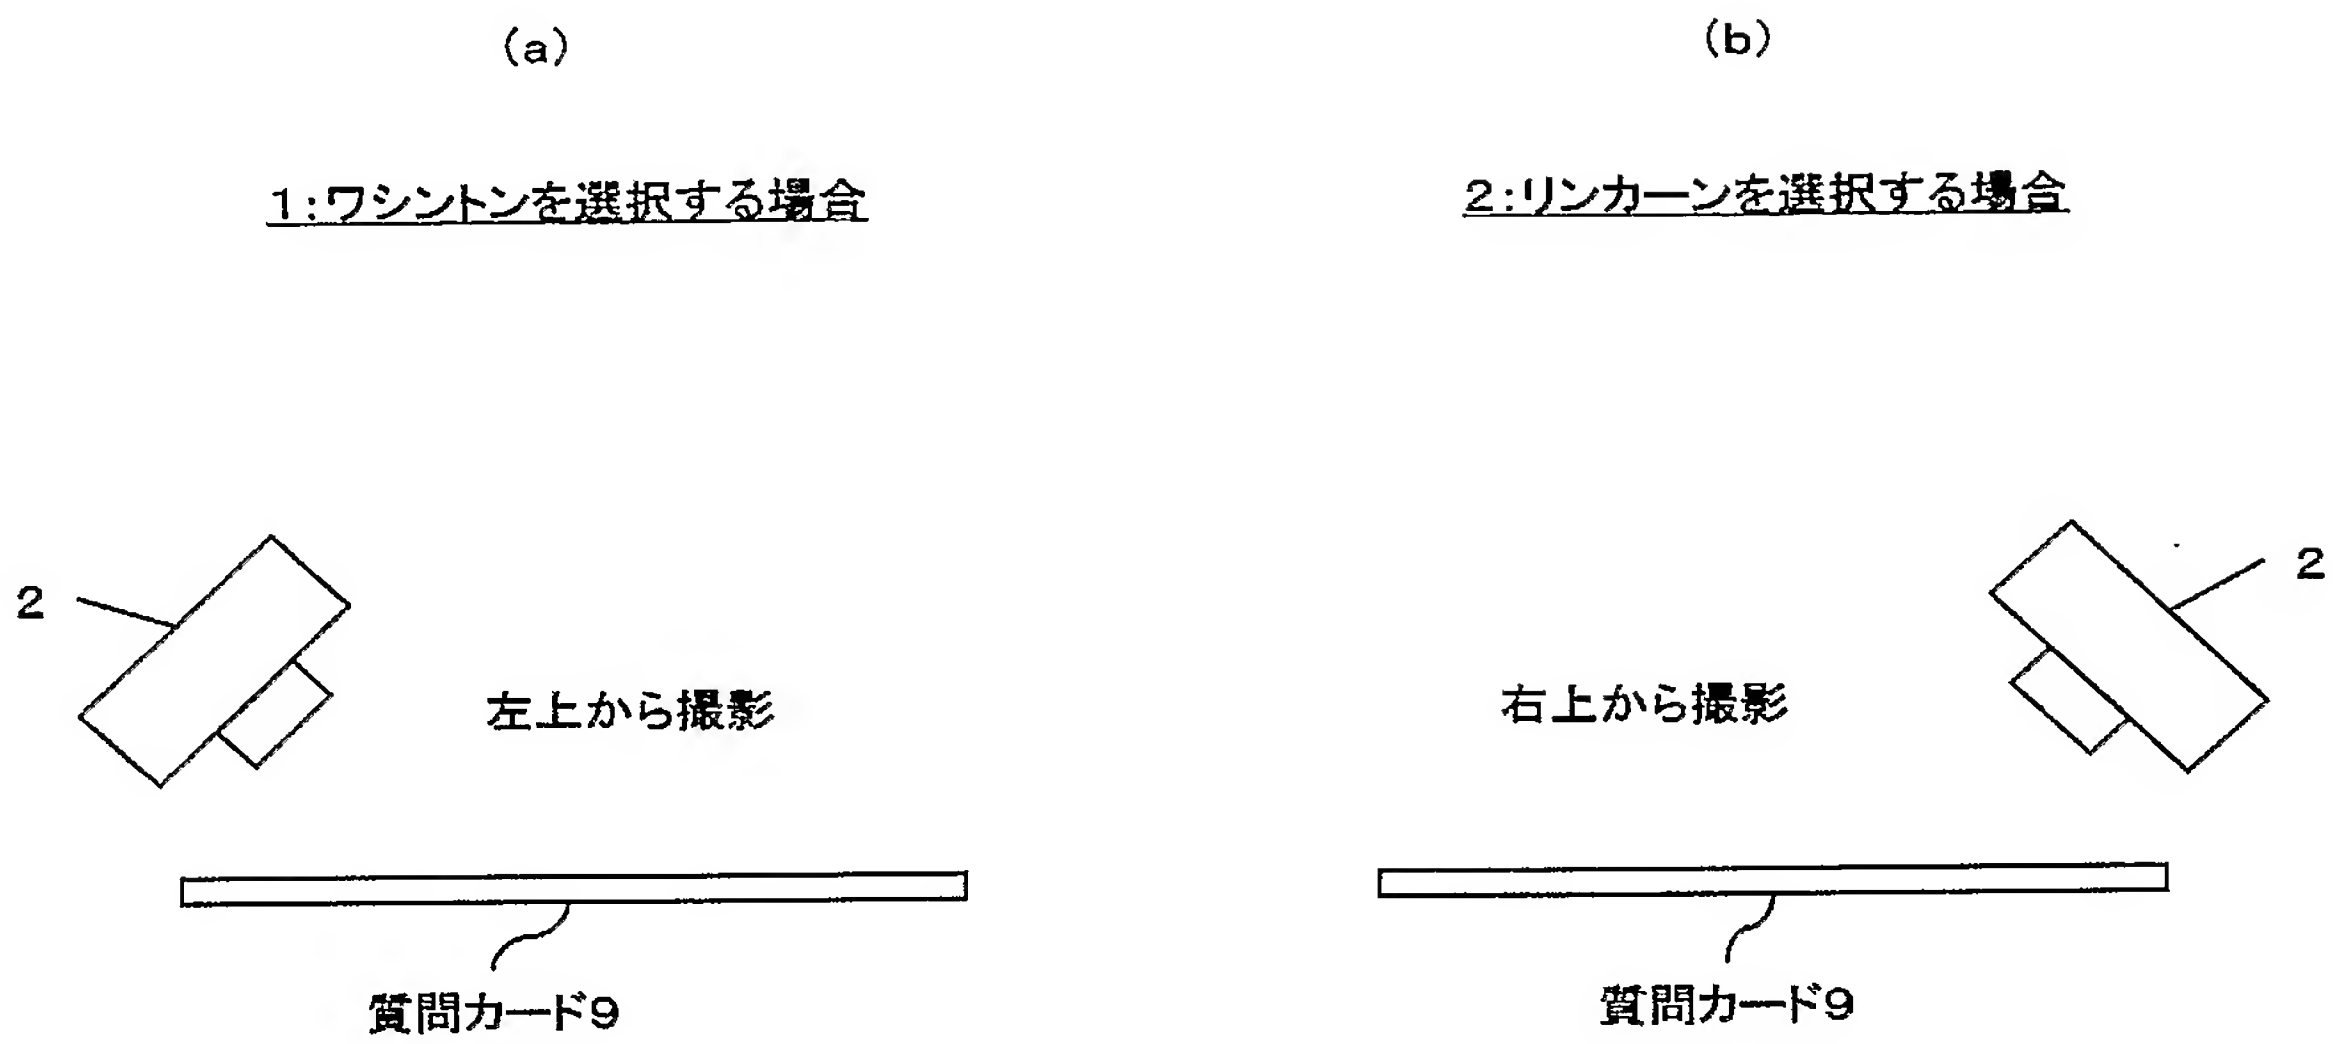 (a)
1:ワシントンを選択する場合
2
左上から撮影
質問カード9
(b)
2:リンカーンを選択する場合
2
右上から撮影
質問カード9